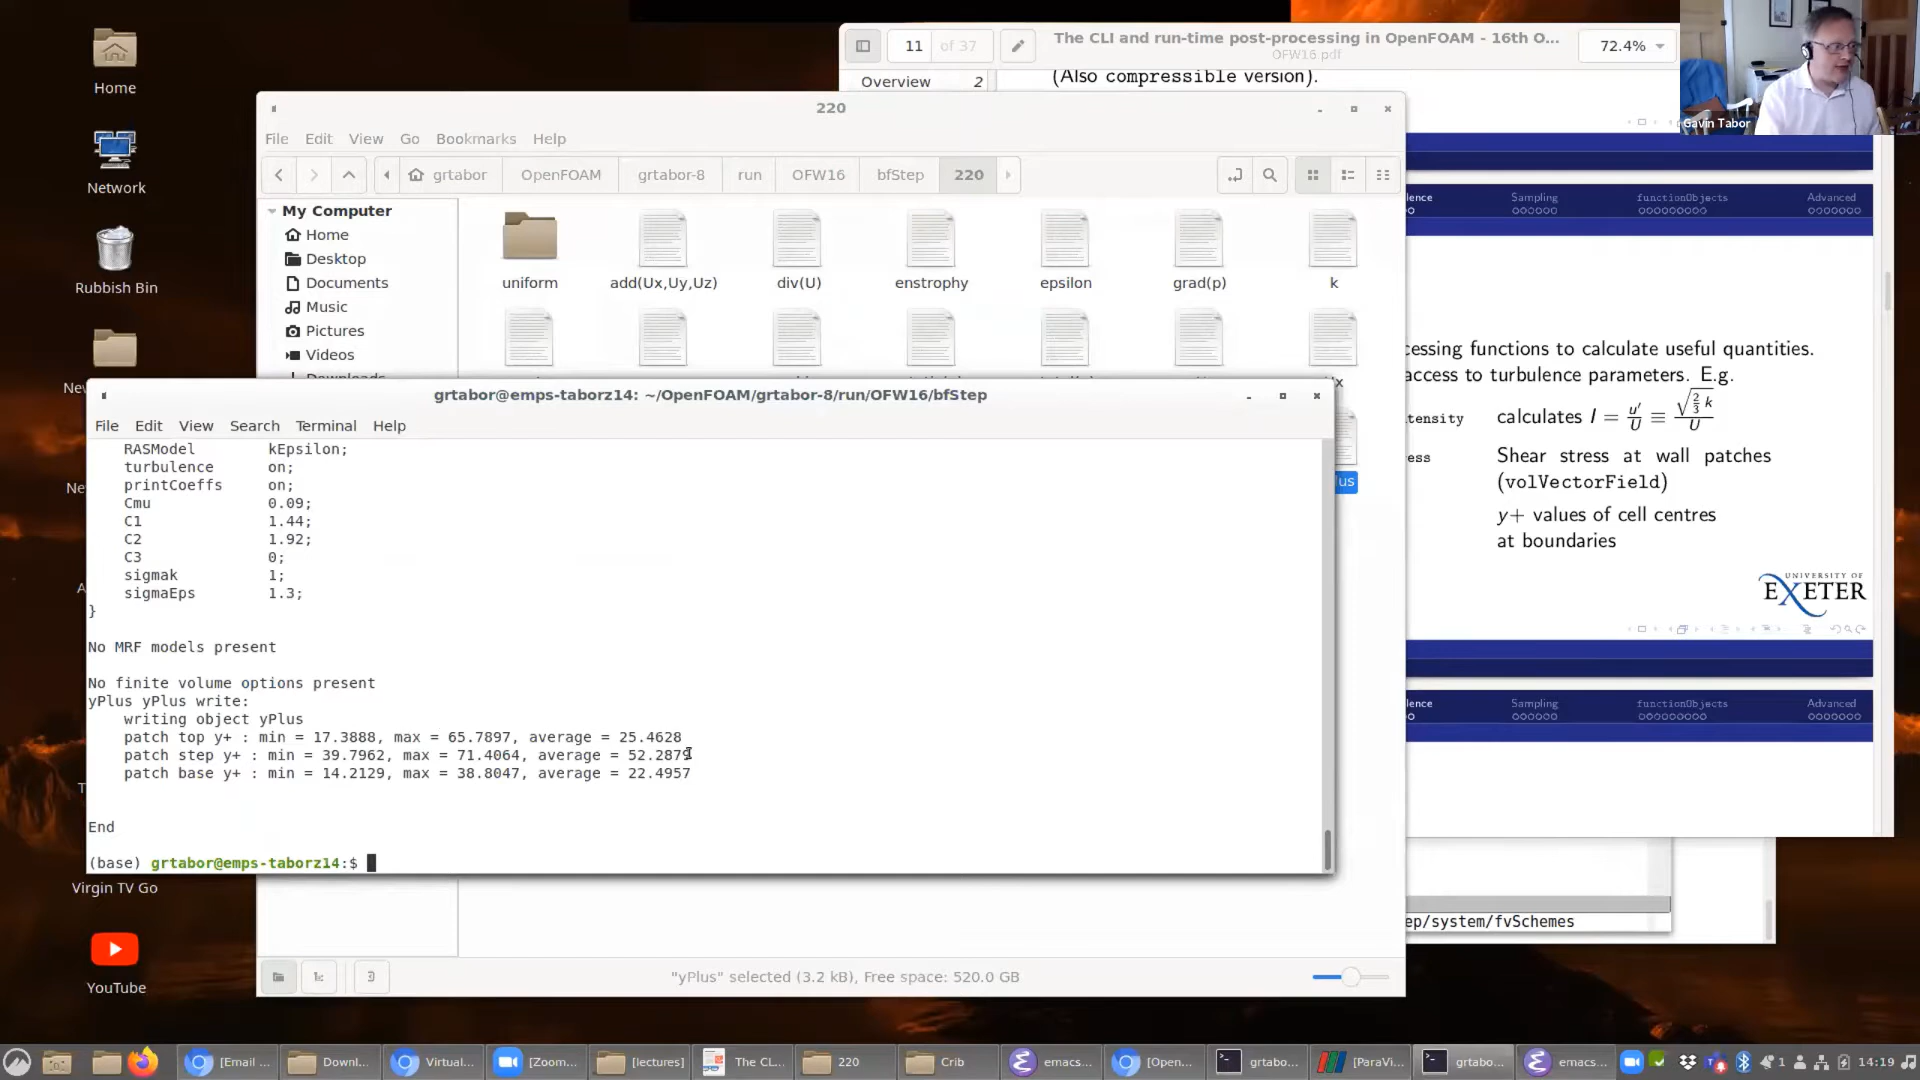 Home
Network
Rubbish Bin
Virgin TV Go
YouTube
11 of 37
The CLI and run-time post-processing in OpenFOAM - 16th O...
OFW16.pdf
72.4%
Overview 2
(Also compressible version).
Gavin Tabor
220
File Edit View Go Bookmarks Help
grtabor OpenFOAM grtabor-8 run OFW16 bfStep 220
My Computer
Home
Desktop
Documents
Music
Pictures
Videos
uniform add(Ux,Uy,Uz) div(U) enstrophy epsilon grad(p) k
lence Sampling functionObjects Advanced
cessing functions to calculate useful quantities.
access to turbulence parameters. E.g.
tensity calculates I = u′/U ≡ √(2/3 k)/U
ess Shear stress at wall patches
(volVectorField)
y+ values of cell centres
at boundaries
UNIVERSITY OF
EXETER
lence Sampling functionObjects Advanced
ep/system/fvSchemes
grtabor@emps-taborz14: ~/OpenFOAM/grtabor-8/run/OFW16/bfStep
File Edit View Search Terminal Help
RASModel kEpsilon;
turbulence on;
printCoeffs on;
Cmu 0.09;
C1 1.44;
C2 1.92;
C3 0;
sigmak 1;
sigmaEps 1.3;
}
No MRF models present
No finite volume options present
yPlus yPlus write:
writing object yPlus
patch top y+ : min = 17.3888, max = 65.7897, average = 25.4628
patch step y+ : min = 39.7962, max = 71.4064, average = 52.2879
patch base y+ : min = 14.2129, max = 38.8047, average = 22.4957
End
(base) grtabor@emps-taborz14:$
lus
"yPlus" selected (3.2 kB), Free space: 520.0 GB
[Email ... Downl... Virtual... [Zoom... [lectures] The CL... 220 Crib emacs... [Open... grtabo... [ParaVi... grtabo... emacs... 1 14:19